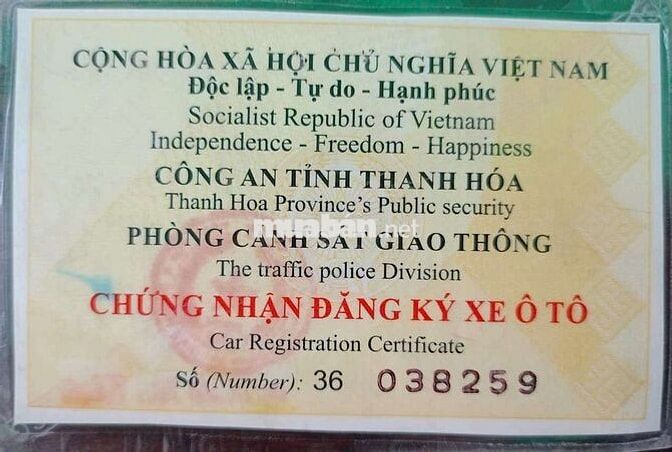 CỘNG HÒA XÃ HỘI CHỦ NGHĨA VIỆT NAM
Độc lập - Tự do - Hạnh phúc
Socialist Republic of Vietnam
Independence - Freedom - Happiness
CÔNG AN TỈNH THANH HÓA
Thanh Hoa Province's Public security
muaban.net
PHÒNG CẢNH SÁT GIAO THÔNG
The traffic police Division
CHỨNG NHẬN ĐĂNG KÝ XE Ô TÔ
Car Registration Certificate
Số (Number): 36 038259